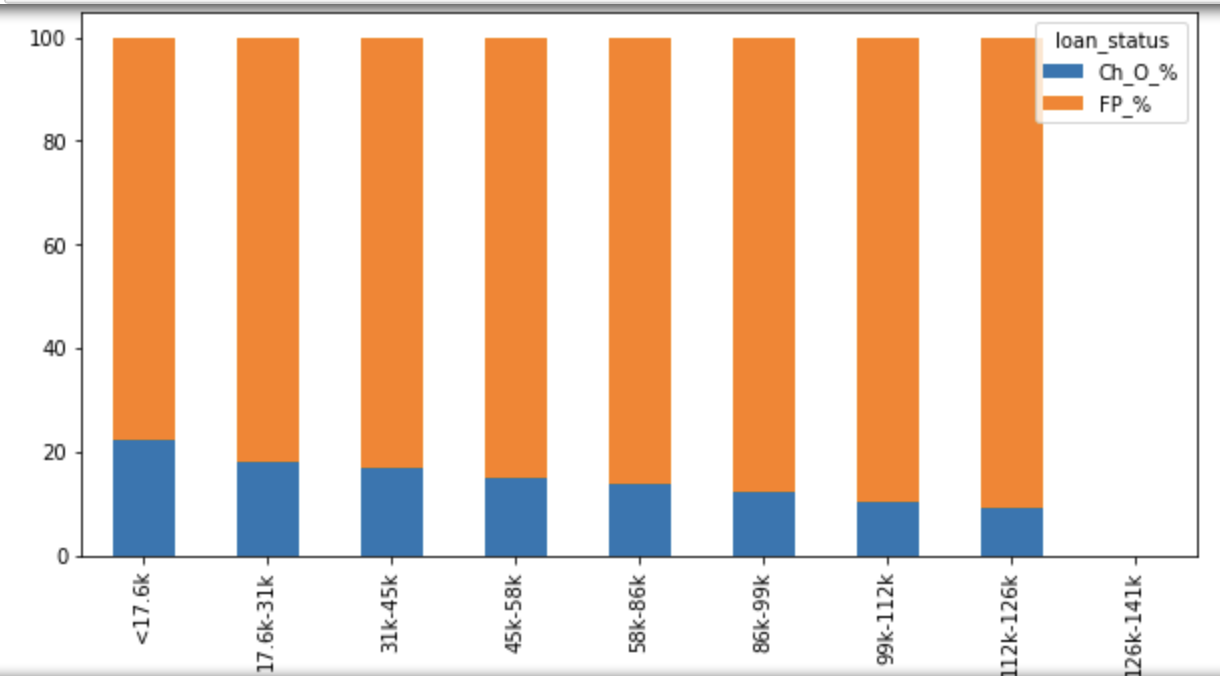 100
80
60
40
20
0
loan_status
Ch_O_%
FP_%
<17.6k
17.6k-31k
31k-45k
45k-58k
58k-86k
86k-99k
99k-112k
112k-126k
126k-141k